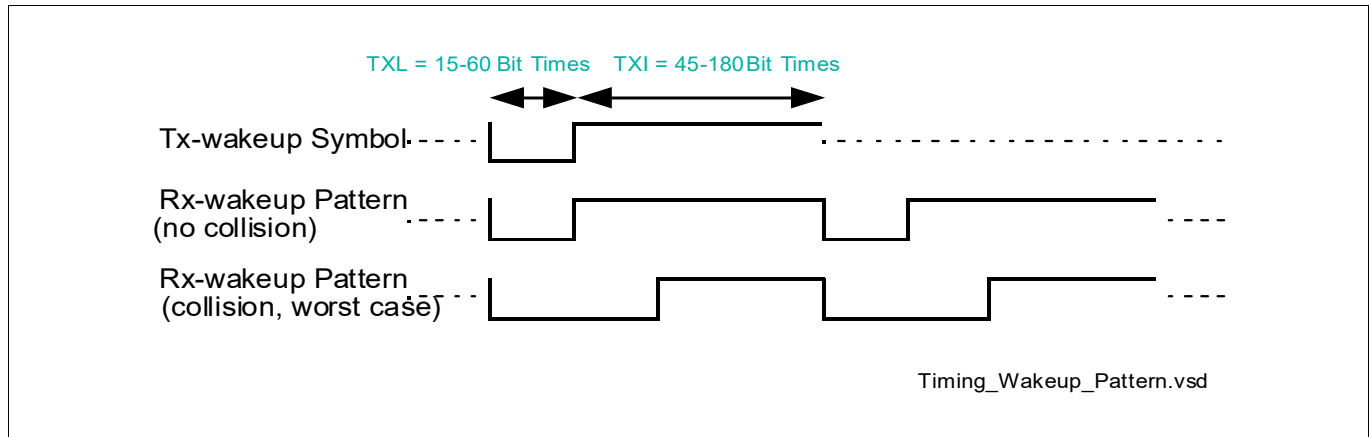 TXL = 15-60 Bit Times TXI = 45-180 Bit Times
Tx-wakeup Symbol
Rx-wakeup Pattern
(no collision)
Rx-wakeup Pattern
(collision, worst case)
Timing_Wakeup_Pattern.vsd